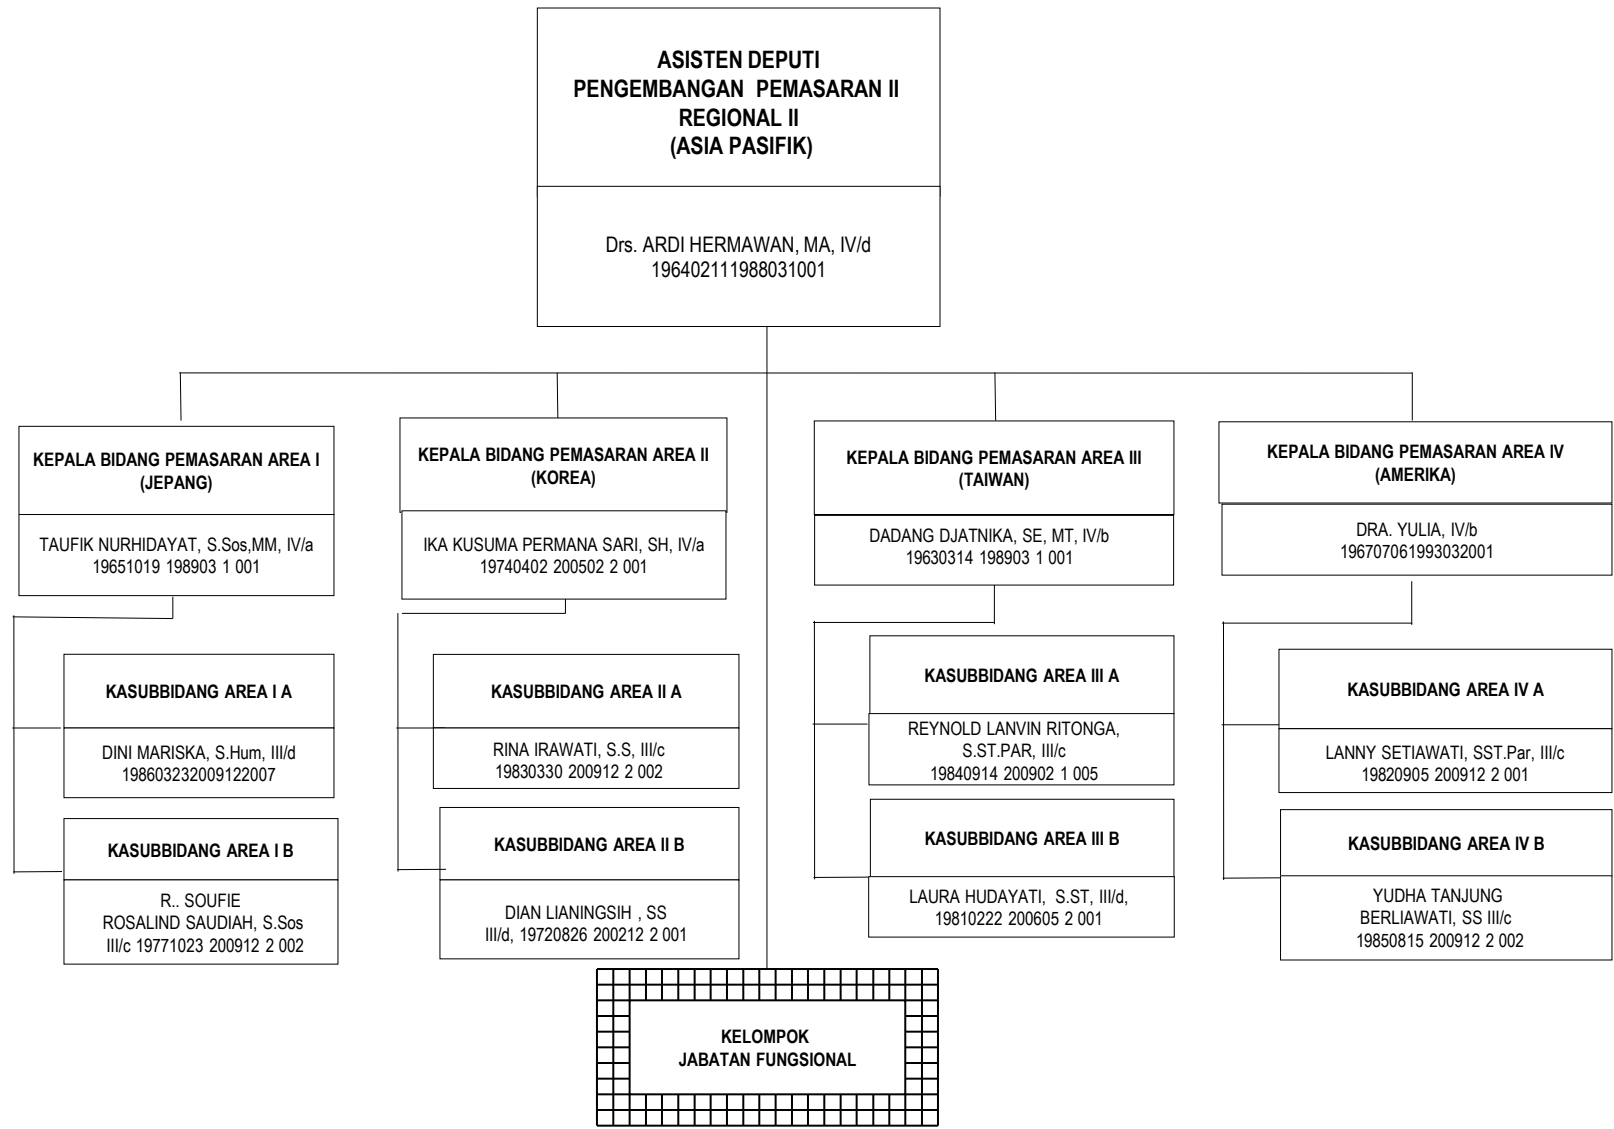 ASISTEN DEPUTI
PENGEMBANGAN PEMASARAN II
REGIONAL II
(ASIA PASIFIK)
Drs. ARDI HERMAWAN, MA, IV/d
196402111988031001
KEPALA BIDANG PEMASARAN AREA I
(JEPANG)
TAUFIK NURHIDAYAT, S.Sos,MM, IV/a
19651019 198903 1 001
KASUBBIDANG AREA I A
DINI MARISKA, S.Hum, III/d
198603232009122007
KASUBBIDANG AREA I B
R.. SOUFIE
ROSALIND SAUDIAH, S.Sos
III/c 19771023 200912 2 002
KEPALA BIDANG PEMASARAN AREA II
(KOREA)
IKA KUSUMA PERMANA SARI, SH, IV/a
19740402 200502 2 001
KASUBBIDANG AREA II A
RINA IRAWATI, S.S, III/c
19830330 200912 2 002
KASUBBIDANG AREA II B
DIAN LIANINGSIH , SS
III/d, 19720826 200212 2 001
KEPALA BIDANG PEMASARAN AREA III
(TAIWAN)
DADANG DJATNIKA, SE, MT, IV/b
19630314 198903 1 001
KASUBBIDANG AREA III A
REYNOLD LANVIN RITONGA,
S.ST.PAR, III/c
19840914 200902 1 005
KASUBBIDANG AREA III B
LAURA HUDAYATI, S.ST, III/d,
19810222 200605 2 001
KEPALA BIDANG PEMASARAN AREA IV
(AMERIKA)
DRA. YULIA, IV/b
196707061993032001
KASUBBIDANG AREA IV A
LANNY SETIAWATI, SST.Par, III/c
19820905 200912 2 001
KASUBBIDANG AREA IV B
YUDHA TANJUNG
BERLIAWATI, SS III/c
19850815 200912 2 002
KELOMPOK
JABATAN FUNGSIONAL